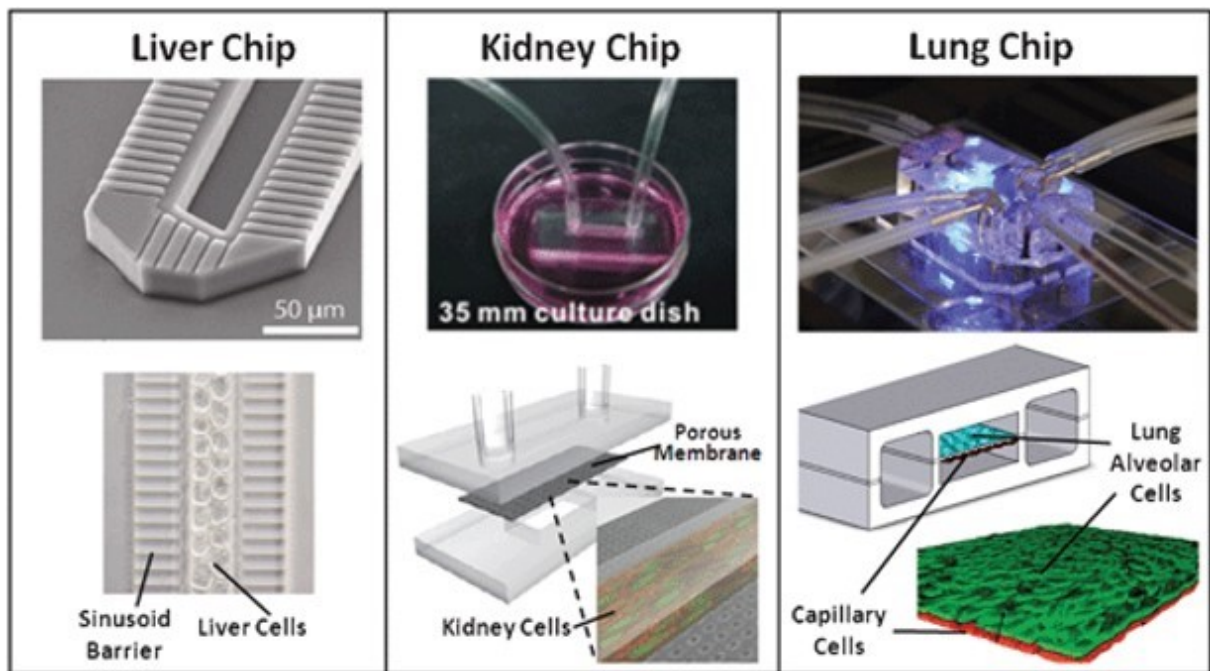 Liver Chip
50 μm
Sinusoid
Barrier
Liver Cells
Kidney Chip
35 mm culture dish
Porous
Membrane
Kidney Cells
Lung Chip
Lung
Alveolar
Cells
Capillary
Cells